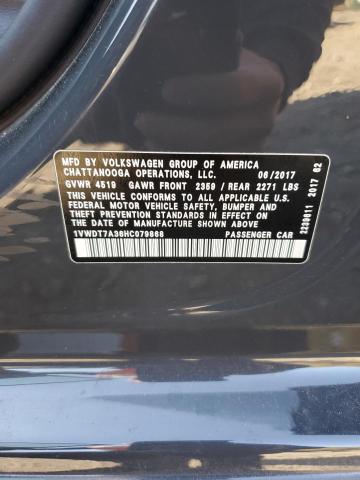 MFD BY VOLKSWAGEN GROUP OF AMERICA
CHATTANOOGA OPERATIONS, LLC. 06/2017
GVWR 4519 GAWR FRONT 2359 / REAR 2271 LBS
THIS VEHICLE CONFORMS TO ALL APPLICABLE U.S.
FEDERAL MOTOR VEHICLE SAFETY, BUMPER AND
THEFT PREVENTION STANDARDS IN EFFECT ON THE
DATE OF MANUFACTURE SHOWN ABOVE.
1VWDT7A36HC079868 PASSENGER CAR
2239611 2017 02